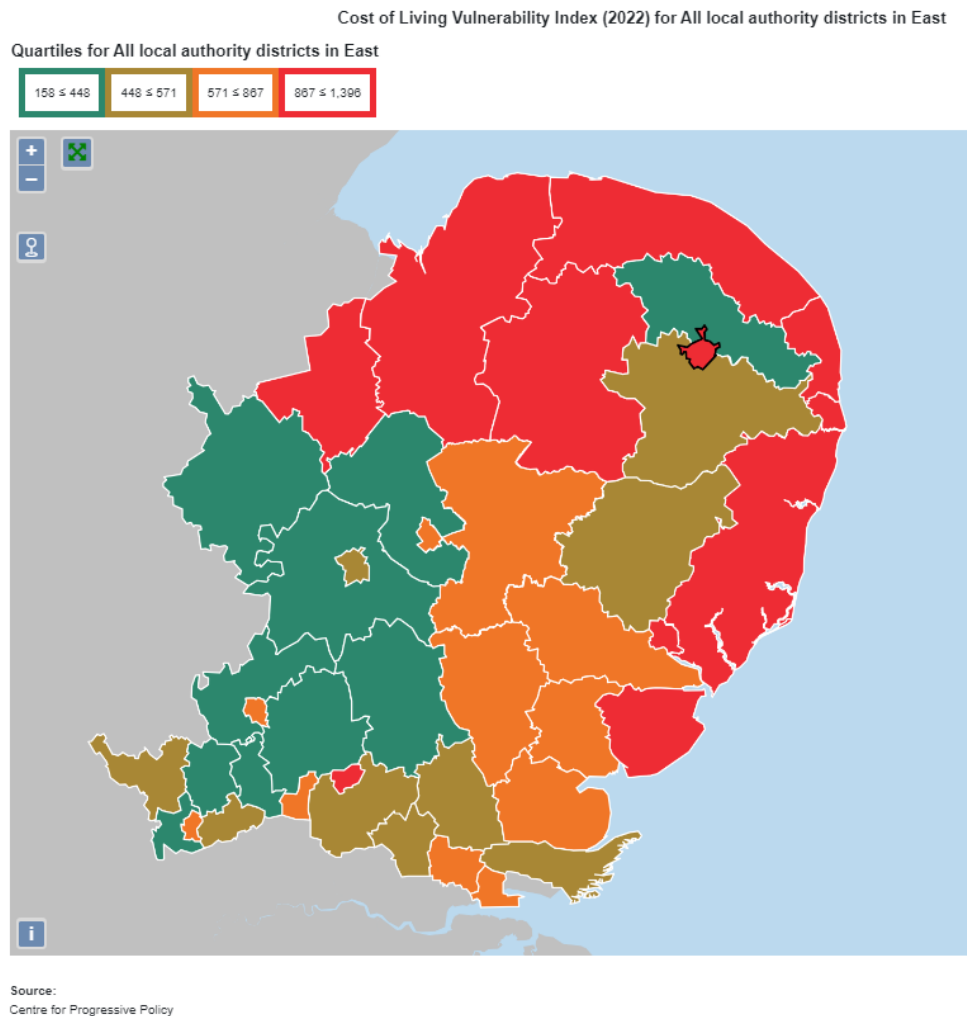 Cost of Living Vulnerability Index (2022) for All local authority districts in East
Quartiles for All local authority districts in East
158 ≤ 448 448 ≤ 571 571 ≤ 867 867 ≤ 1,396
+
−
i
Source:
Centre for Progressive Policy